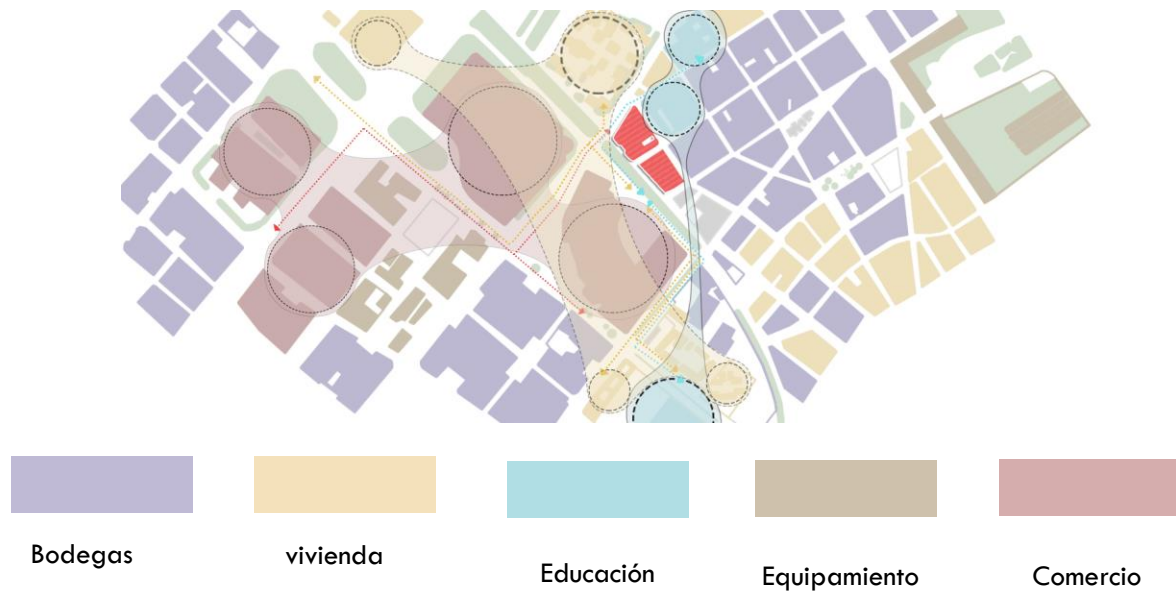 Bodegas
vivienda
Educación
Equipamiento
Comercio